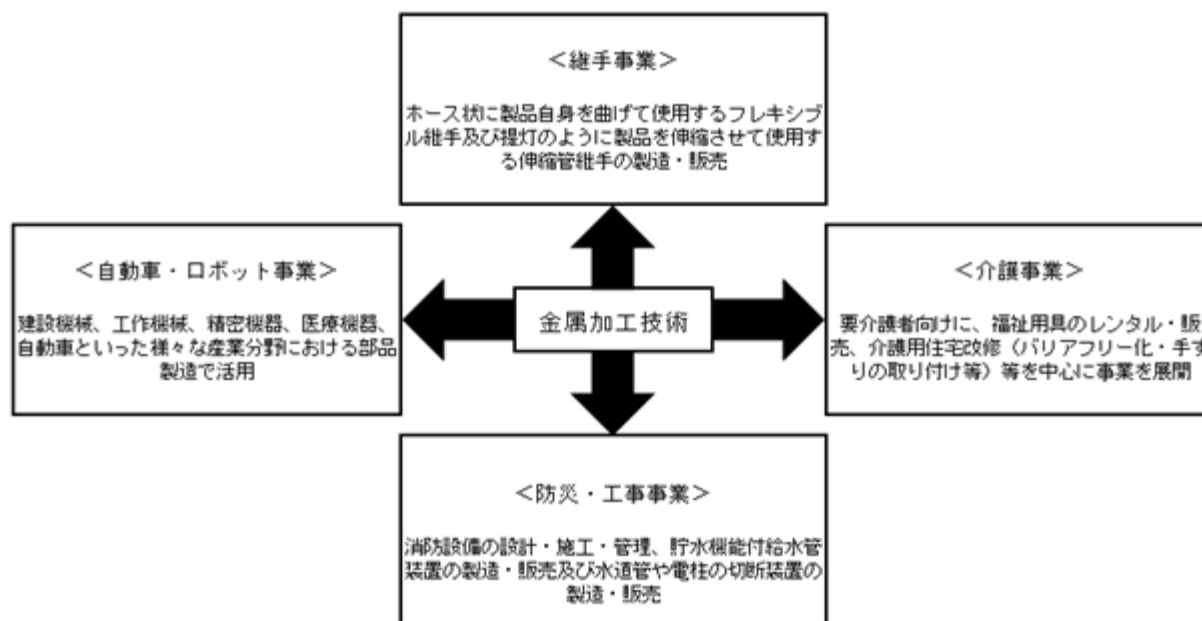 ＜継手事業＞
ホース状に製品自身を曲げて使用するフレキシブ
ル継手及び提灯のように製品を伸縮させて使用す
る伸縮管継手の製造・販売
＜自動車・ロボット事業＞
建設機械、工作機械、精密機器、医療機器、
自動車といった様々な産業分野における部品
製造で活用
金属加工技術
＜介護事業＞
要介護者向けに、福祉用具のレンタル・販
売、介護用住宅改修（バリアフリー化・手す
りの取り付け等）等を中心に事業を展開
＜防災・工事事業＞
消防設備の設計・施工・管理、貯水機能付給水管
装置の製造・販売及び水道管や電柱の切断装置の
製造・販売